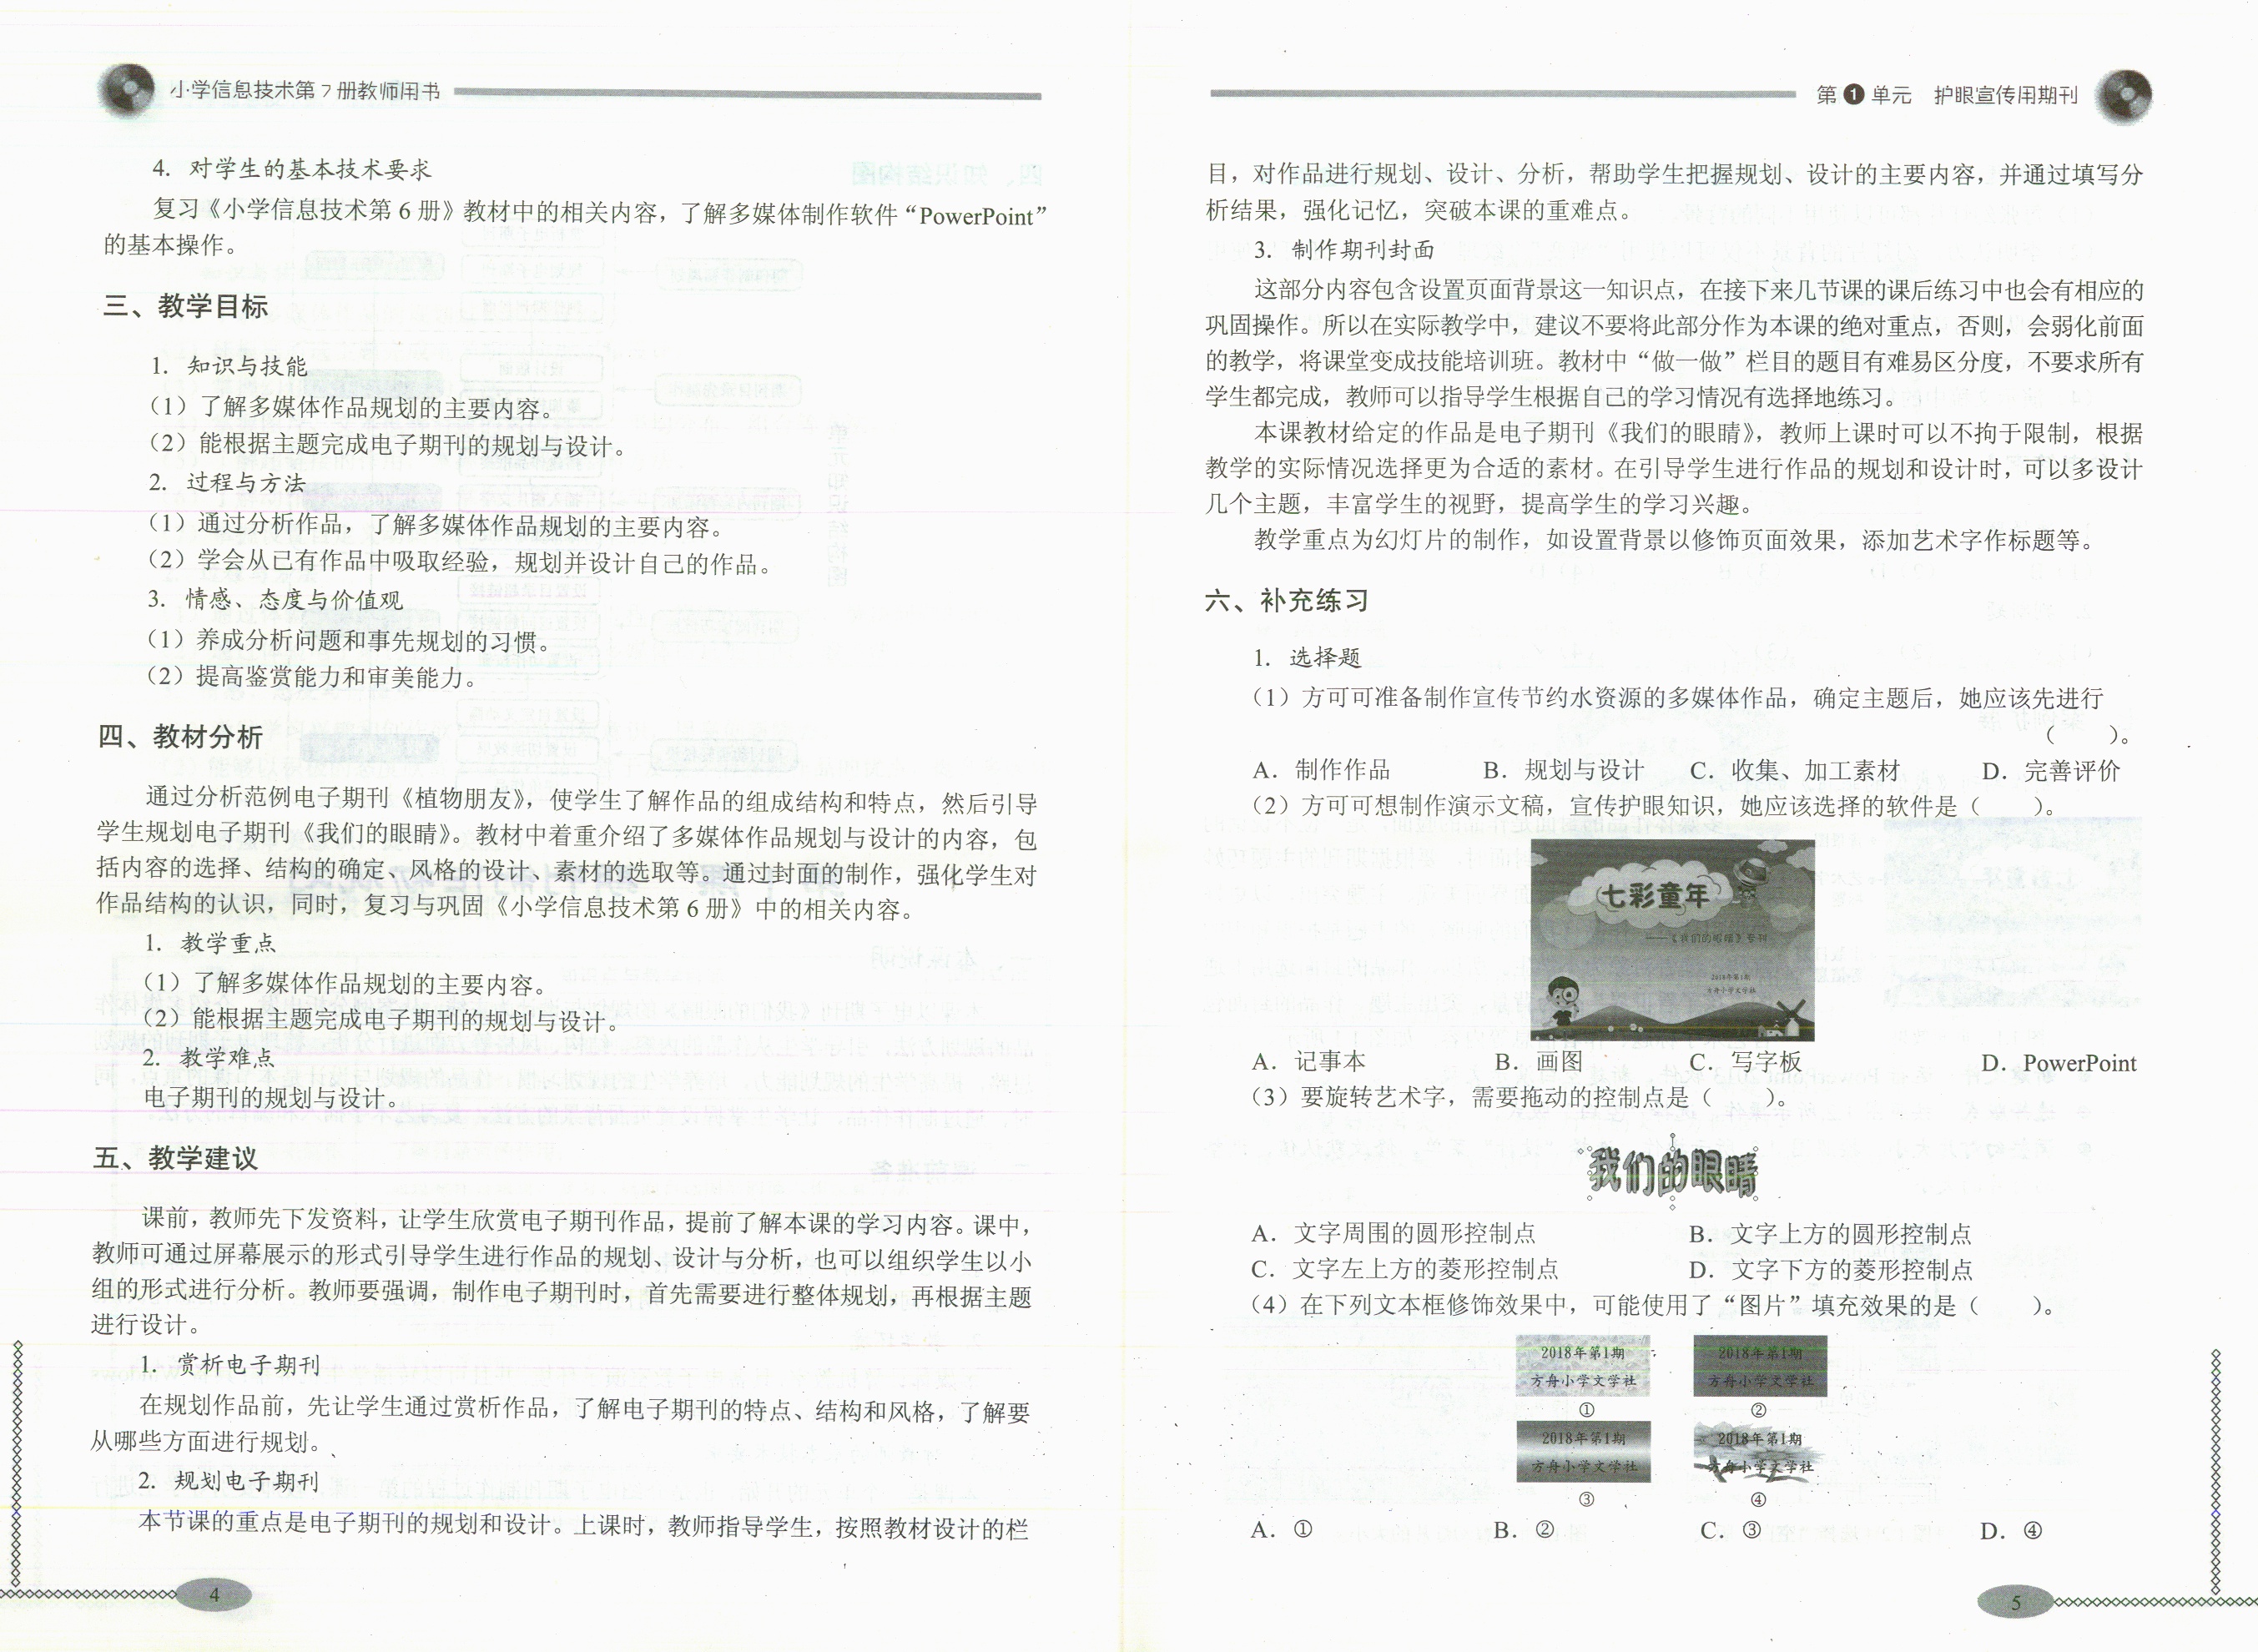 小学信息技术第7册教师用书
4. 对学生的基本技术要求
复习《小学信息技术第6册》教材中的相关内容，了解多媒体制作软件“PowerPoint”
的基本操作。
三、教学目标
1. 知识与技能
（1）了解多媒体作品规划的主要内容。
（2）能根据主题完成电子期刊的规划与设计。
2. 过程与方法
（1）通过分析作品，了解多媒体作品规划的主要内容。
（2）学会从已有作品中吸取经验，规划并设计自己的作品。
3. 情感、态度与价值观
（1）养成分析问题和事先规划的习惯。
（2）提高鉴赏能力和审美能力。
四、教材分析
通过分析范例电子期刊《植物朋友》，使学生了解作品的组成结构和特点，然后引导
学生规划电子期刊《我们的眼睛》。教材中着重介绍了多媒体作品规划与设计的内容，包
括内容的选择、结构的确定、风格的设计、素材的选取等。通过封面的制作，强化学生对
作品结构的认识，同时，复习与巩固《小学信息技术第6册》中的相关内容。
1. 教学重点
（1）了解多媒体作品规划的主要内容。
（2）能根据主题完成电子期刊的规划与设计。
2. 教学难点
电子期刊的规划与设计。
五、教学建议
课前，教师先下发资料，让学生欣赏电子期刊作品，提前了解本课的学习内容。课中，
教师可通过屏幕展示的形式引导学生进行作品的规划、设计与分析，也可以组织学生以小
组的形式进行分析。教师要强调，制作电子期刊时，首先需要进行整体规划，再根据主题
进行设计。
1. 赏析电子期刊
在规划作品前，先让学生通过赏析作品，了解电子期刊的特点、结构和风格，了解要
从哪些方面进行规划。
2. 规划电子期刊
本节课的重点是电子期刊的规划和设计。上课时，教师指导学生，按照教材设计的栏
4
第1单元 护眼宣传用期刊
目，对作品进行规划、设计、分析，帮助学生把握规划、设计的主要内容，并通过填写分
析结果，强化记忆，突破本课的重难点。
3. 制作期刊封面
这部分内容包含设置页面背景这一知识点，在接下来几节课的课后练习中也会有相应的
巩固操作。所以在实际教学中，建议不要将此部分作为本课的绝对重点，否则，会弱化前面
的教学，将课堂变成技能培训班。教材中“做一做”栏目的题目有难易区分度，不要求所有
学生都完成，教师可以指导学生根据自己的学习情况有选择地练习。
本课教材给定的作品是电子期刊《我们的眼睛》，教师上课时可以不拘于限制，根据
教学的实际情况选择更为合适的素材。在引导学生进行作品的规划和设计时，可以多设计
几个主题，丰富学生的视野，提高学生的学习兴趣。
教学重点为幻灯片的制作，如设置背景以修饰页面效果，添加艺术字作标题等。
六、补充练习
1. 选择题
（1）方可可准备制作宣传节约水资源的多媒体作品，确定主题后，她应该先进行
（ ）。
A. 制作作品 B. 规划与设计 C. 收集、加工素材 D. 完善评价
（2）方可可想制作演示文稿，宣传护眼知识，她应该选择的软件是（ ）。
七彩童年
——《我们的眼睛》专刊
2018年第1期
方舟小学文学社
A. 记事本 B. 画图 C. 写字板 D. PowerPoint
（3）要旋转艺术字，需要拖动的控制点是（ ）。
我们的眼睛
A. 文字周围的圆形控制点 B. 文字上方的圆形控制点
C. 文字左上方的菱形控制点 D. 文字下方的菱形控制点
（4）在下列文本框修饰效果中，可能使用了“图片”填充效果的是（ ）。
2018年第1期 2018年第1期
方舟小学文学社 方舟小学文学社
① ②
2018年第1期 2018年第1期
方舟小学文学社 方舟小学文学社
③ ④
A. ① B. ② C. ③ D. ④
5